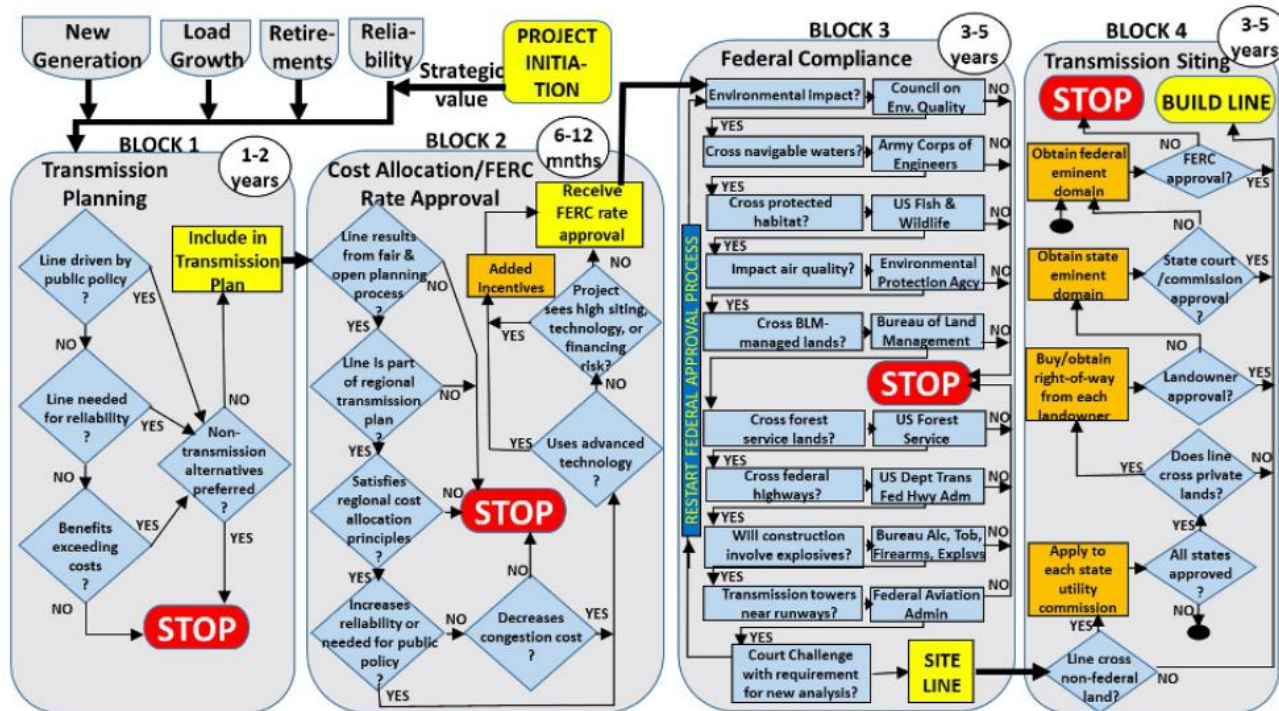 New
Generation
Load
Growth
Retire-
ments
Relia-
bility
Strategic
value
PROJECT
INITIA-
TION
BLOCK 1
1-2
years
Transmission
Planning
Line driven by
public policy
?
YES
NO
Line needed
for reliability
?
YES
NO
Benefits
exceeding
costs
?
YES
NO
Include in
Transmission
Plan
NO
Non-
transmission
alternatives
preferred
?
YES
STOP
BLOCK 2
6-12
mnths
Cost Allocation/FERC
Rate Approval
Line results
from fair &
open planning
process
?
NO
YES
Line is part
of regional
transmission
plan
?
NO
YES
Satisfies
regional cost
allocation
principles
?
NO
YES
Increases
reliability or
needed for public
policy
?
NO
YES
Decreases
congestion cost
?
NO
YES
STOP
Receive
FERC rate
approval
Added
Incentives
NO
YES
Project
sees high siting,
technology, or
financing
risk?
NO
YES
Uses advanced
technology
?
BLOCK 3
3-5
years
Federal Compliance
RESTART FEDERAL APPROVAL PROCESS
Environmental Impact?
Council on
Env. Quality
NO
YES
Cross navigable waters?
Army Corps of
Engineers
NO
YES
Cross protected
habitat?
US Fish &
Wildlife
NO
YES
Impact air quality?
Environmental
Protection Agcy
NO
YES
Cross BLM-
managed lands?
Bureau of Land
Management
NO
STOP
Cross forest
service lands?
US Forest
Service
NO
YES
Cross federal
highways?
US Dept Trans
Fed Hwy Adm
NO
YES
Will construction
involve explosives?
Bureau Alc, Tob,
Firearms, Explsvs
NO
YES
Transmission towers
near runways?
Federal Aviation
Admin
NO
YES
Court Challenge
with requirement
for new analysis?
SITE
LINE
BLOCK 4
3-5
years
Transmission Siting
STOP
BUILD LINE
NO
Obtain federal
eminent
domain
FERC
approval?
YES
NO
Obtain state
eminent
domain
State court
/commission
approval
?
YES
NO
Buy/obtain
right-of-way
from each
landowner
Landowner
approval?
YES
YES
Does line
cross private
lands?
NO
YES
Apply to
each state
utility
commission
All states
approved
?
NO
YES
Line cross
non-federal
land?
NO